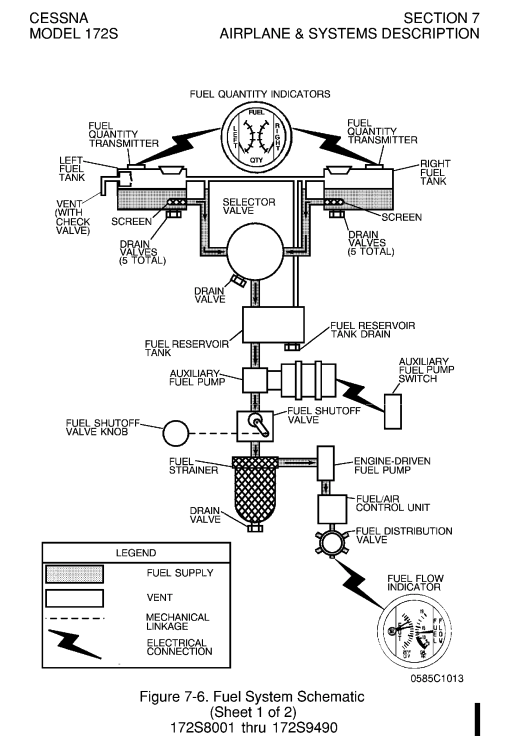 CESSNA
MODEL 172S
SECTION 7
AIRPLANE & SYSTEMS DESCRIPTION
FUEL QUANTITY INDICATORS
FUEL
LEFT
RIGHT
QTY
FUEL
QUANTITY
TRANSMITTER
FUEL
QUANTITY
TRANSMITTER
LEFT
FUEL
TANK
RIGHT
FUEL
TANK
VENT
(WITH
CHECK
VALVE)
SCREEN
SELECTOR
VALVE
SCREEN
DRAIN
VALVES
(5 TOTAL)
DRAIN
VALVES
(5 TOTAL)
DRAIN
VALVE
FUEL RESERVOIR
TANK
FUEL RESERVOIR
TANK DRAIN
AUXILIARY
FUEL PUMP
AUXILIARY
FUEL PUMP
SWITCH
FUEL SHUTOFF
VALVE KNOB
FUEL SHUTOFF
VALVE
FUEL
STRAINER
ENGINE-DRIVEN
FUEL PUMP
DRAIN
VALVE
FUEL/AIR
CONTROL UNIT
FUEL DISTRIBUTION
VALVE
LEGEND
FUEL SUPPLY
VENT
MECHANICAL
LINKAGE
ELECTRICAL
CONNECTION
FUEL FLOW
INDICATOR
FUEL
FLOW
0585C1013
Figure 7-6. Fuel System Schematic
(Sheet 1 of 2)
172S8001 thru 172S9490